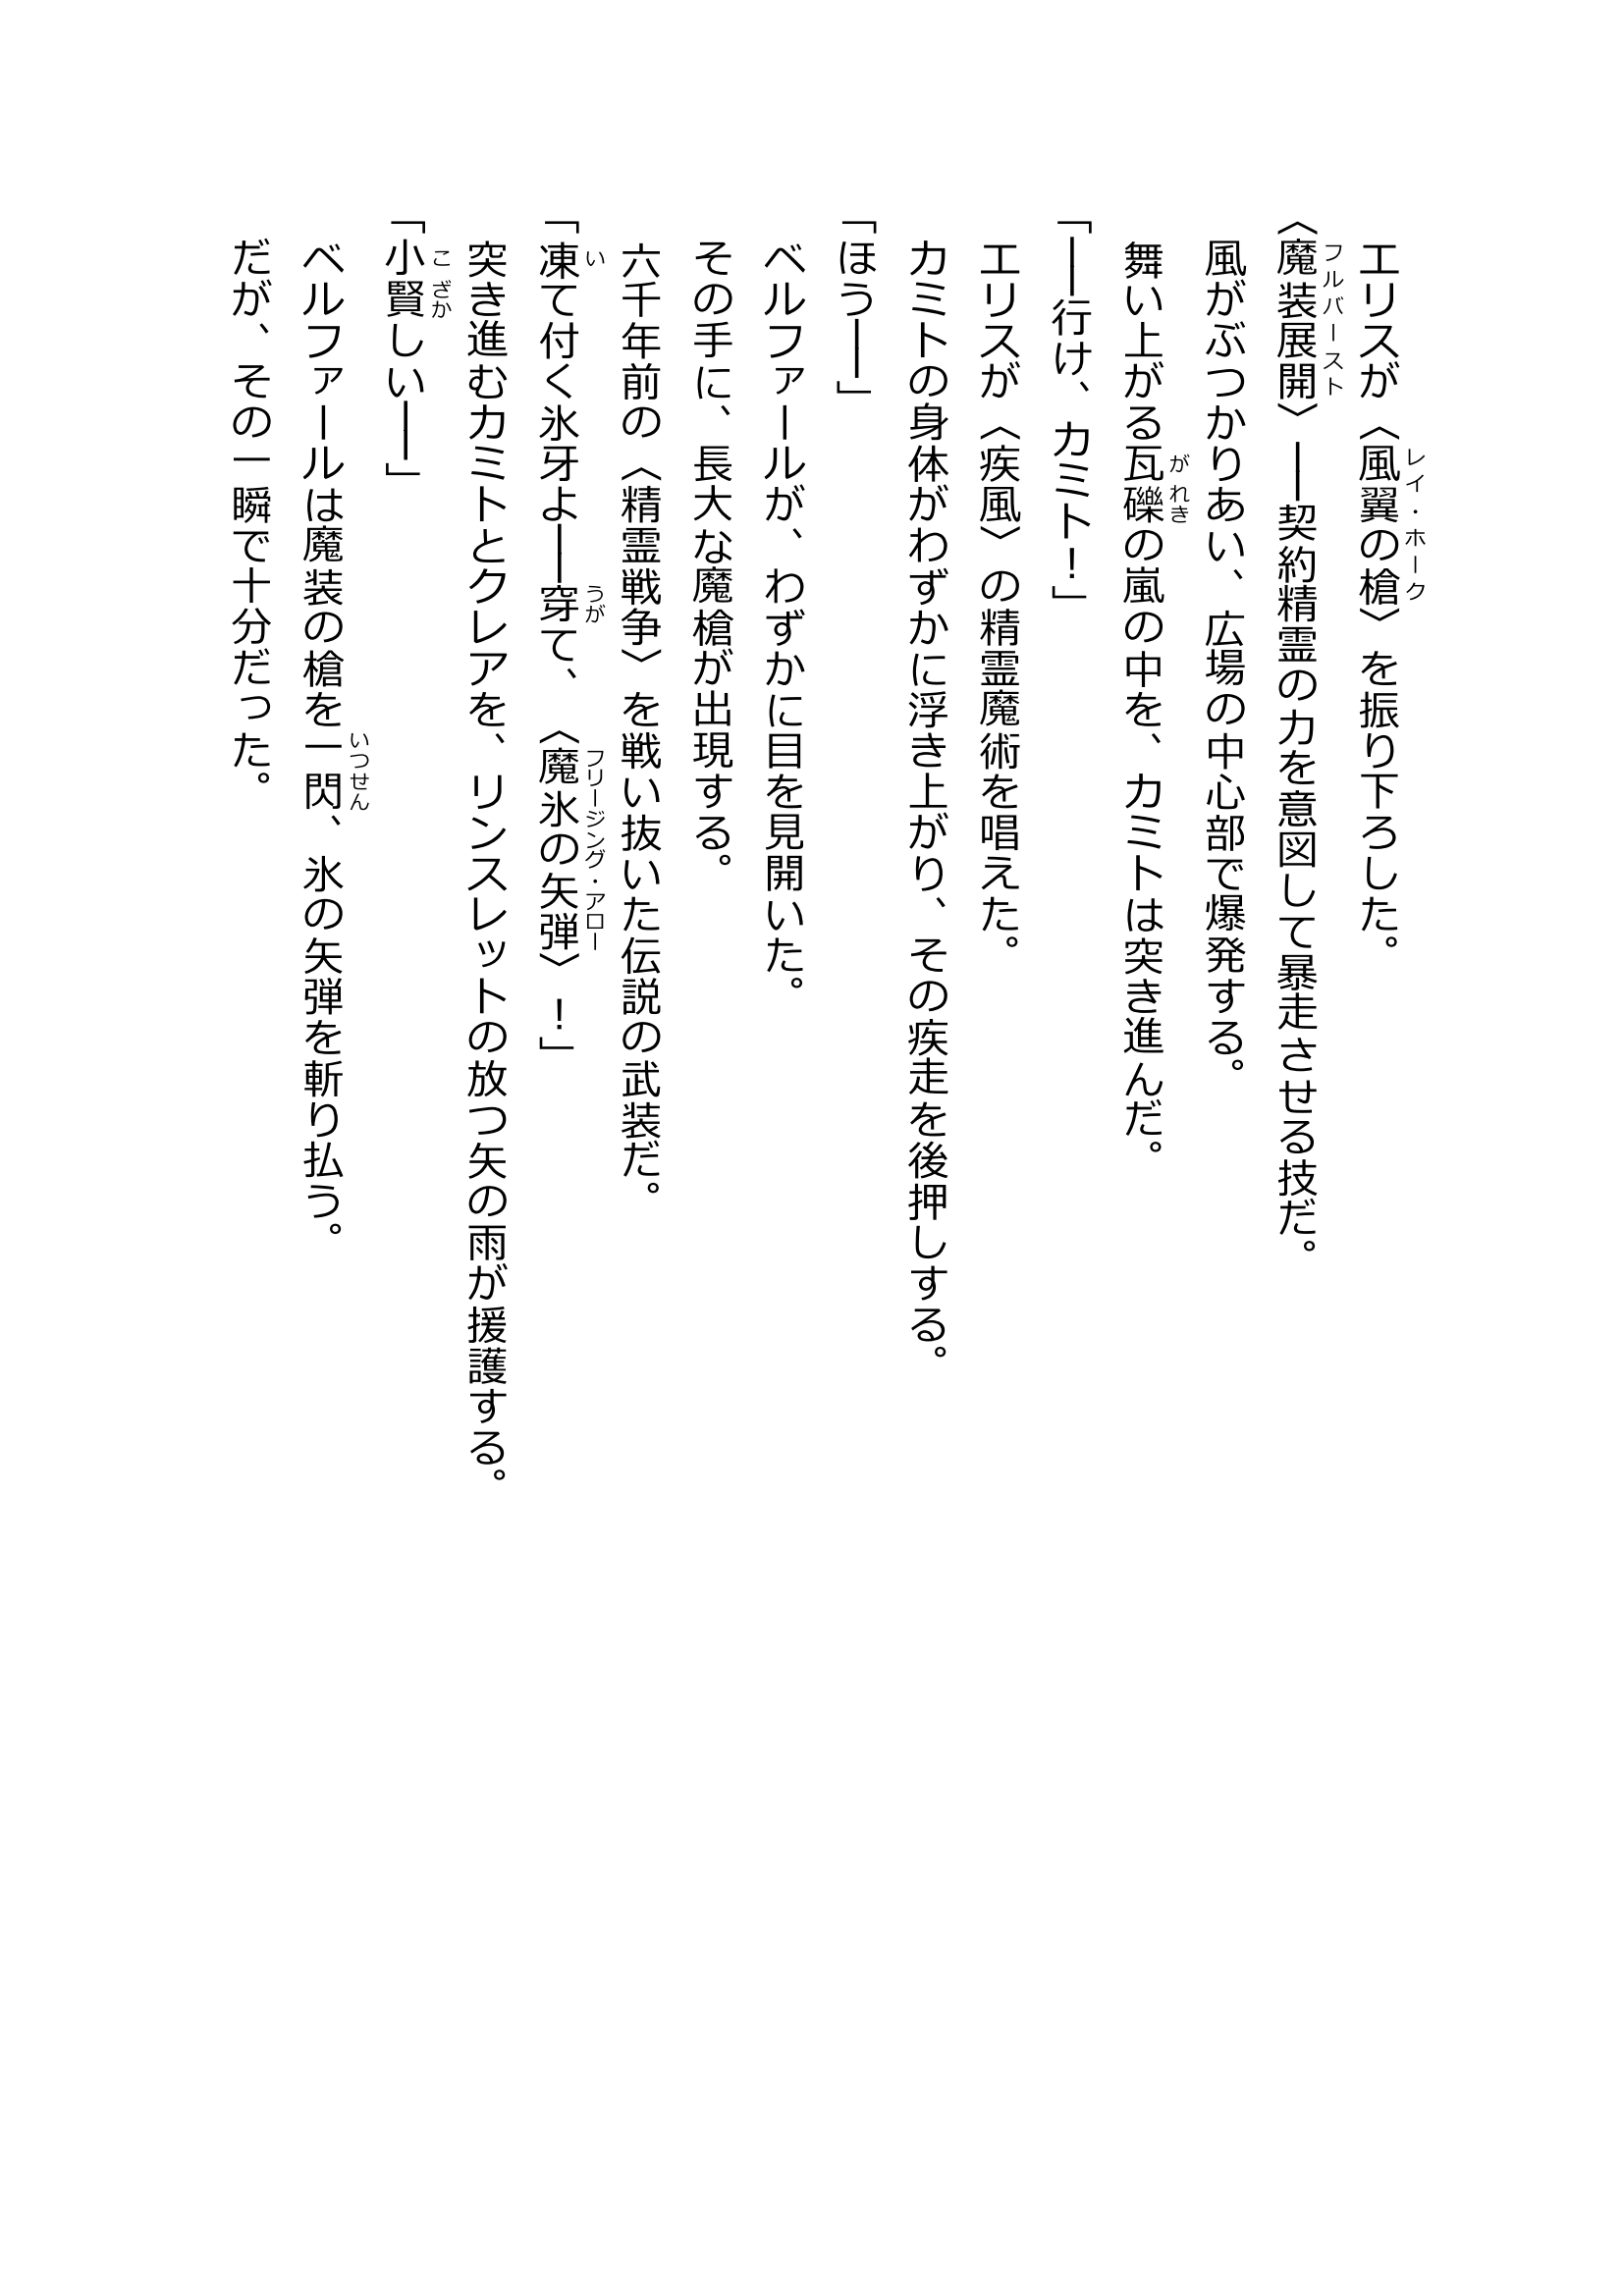 エリスが〈風翼の槍〉を振り下ろした。
〈魔装展開〉――契約精霊の力を意図して暴走させる技だ。
風がぶつかりあい、広場の中心部で爆発する。
舞い上がる瓦礫の嵐の中を、カミトは突き進んだ。
「――行け、カミト！」
エリスが〈疾風〉の精霊魔術を唱えた。
カミトの身体がわずかに浮き上がり、その疾走を後押しする。
「ほう――」
ベルファールが、わずかに目を見開いた。
その手に、長大な魔槍が出現する。
六千年前の〈精霊戦争〉を戦い抜いた伝説の武装だ。
「凍て付く氷牙よ――穿て、〈魔氷の矢弾〉！」
突き進むカミトとクレアを、リンスレットの放つ矢の雨が援護する。
「小賢しい――」
ベルファールは魔装の槍を一閃、氷の矢弾を斬り払う。
だが、その一瞬で十分だった。
レイ・ホーク
フルバースト
が れき
い
うが
フリージング・アロー
こ ざか
いつせん